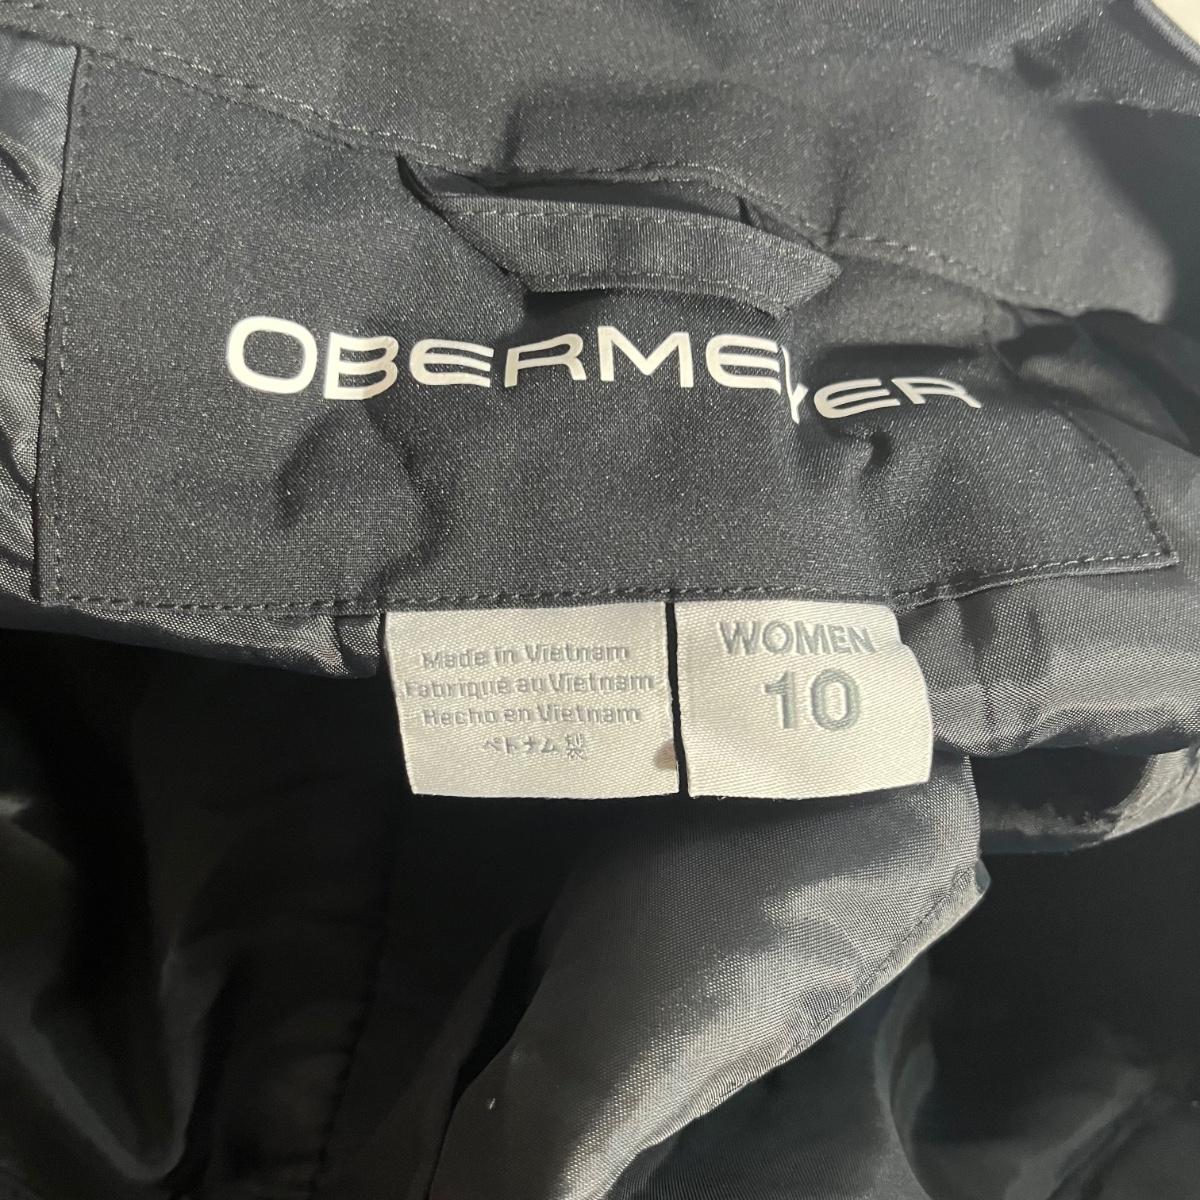 OBERMEYER
Made in Vietnam
Fabriqué au Vietnam
Hecho en Vietnam
ベトナム製
WOMEN
10